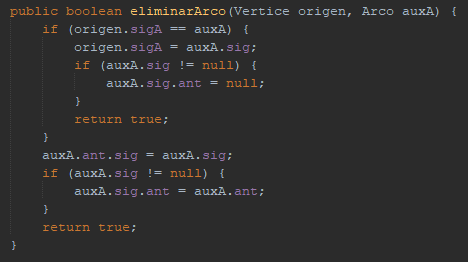 public boolean eliminarArco(Vertice origen, Arco auxA) {
    if (origen.sigA == auxA) {
        origen.sigA = auxA.sig;
        if (auxA.sig != null) {
            auxA.sig.ant = null;
        }
        return true;
    }
    auxA.ant.sig = auxA.sig;
    if (auxA.sig != null) {
        auxA.sig.ant = auxA.ant;
    }
    return true;
}